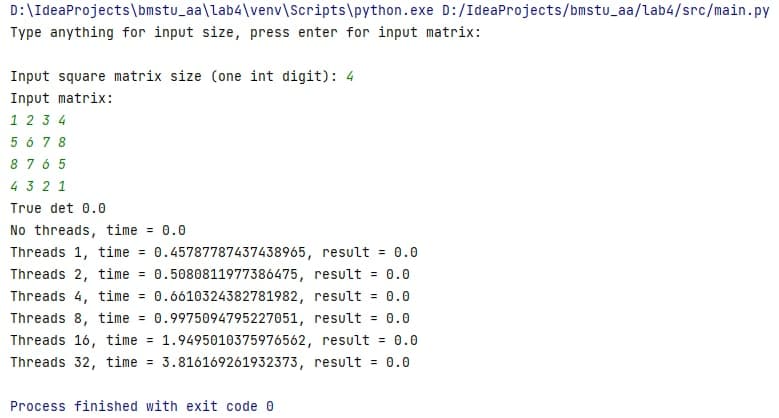 D:\IdeaProjects\bmstu_aa\lab4\venv\Scripts\python.exe D:/IdeaProjects/bmstu_aa/lab4/src/main.py
Type anything for input size, press enter for input matrix:
Input square matrix size (one int digit): 4
Input matrix:
1 2 3 4
5 6 7 8
8 7 6 5
4 3 2 1
True det 0.0
No threads, time = 0.0
Threads 1, time = 0.45787787437438965, result = 0.0
Threads 2, time = 0.5080811977386475, result = 0.0
Threads 4, time = 0.6610324382781982, result = 0.0
Threads 8, time = 0.9975094795227051, result = 0.0
Threads 16, time = 1.9495010375976562, result = 0.0
Threads 32, time = 3.816169261932373, result = 0.0
Process finished with exit code 0